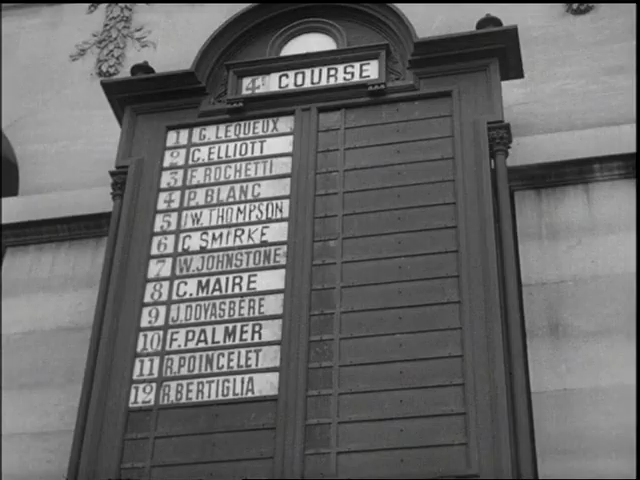 4e COURSE
1 G. LEQUEUX
2 C. ELLIOTT
3 F. ROCHETTI
4 P. BLANC
5 W. THOMPSON
6 C. SMIRKE
7 W. JOHNSTONE
8 C. MAIRE
9 J. DOYASBÈRE
10 F. PALMER
11 R. POINCELET
12 R. BERTIGLIA